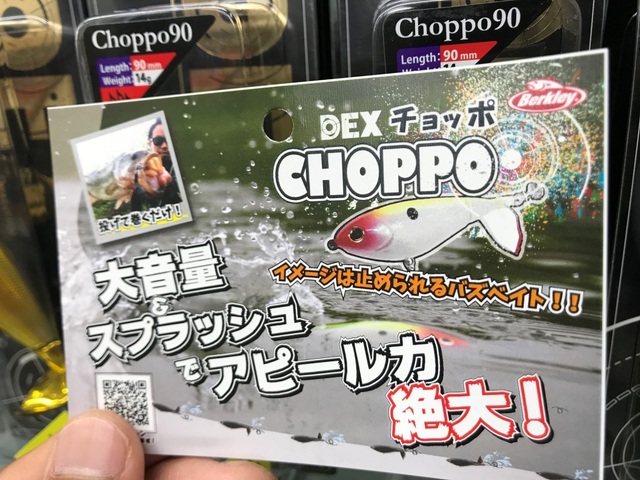 Choppo90
Length: 90 mm
Weight: 14g
Choppo90
Length: 90 mm
Weight: 14
Berkley
DEX チョッポ
CHOPPO
投げて巻くだけ!
イメージは止められるバズベイト!!
大音量
&
スプラッシュ
でアピール力
絶大!